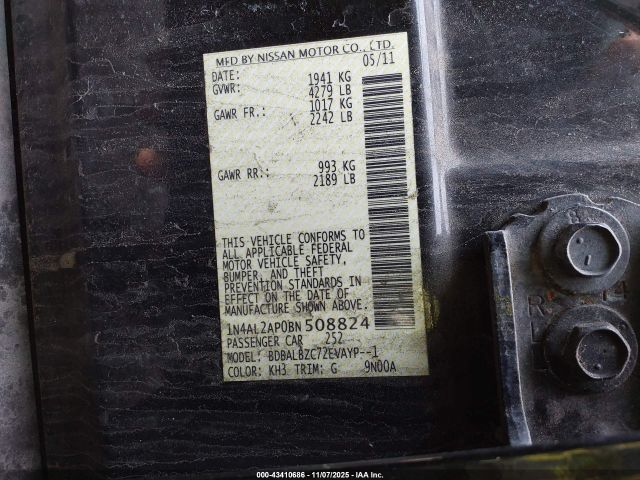 MFD BY NISSAN MOTOR CO., LTD.
DATE: 05/11
GVWR: 1941 KG
4279 LB
GAWR FR.: 1017 KG
2242 LB
GAWR RR.: 993 KG
2189 LB
THIS VEHICLE CONFORMS TO
ALL APPLICABLE FEDERAL
MOTOR VEHICLE SAFETY,
BUMPER, AND THEFT
PREVENTION STANDARDS IN
EFFECT ON THE DATE OF
MANUFACTURE SHOWN ABOVE.
1N4AL2AP0BN508824
PASSENGER CAR 252
MODEL: BDBALBZC72EVAYP--1
COLOR: KH3 TRIM: G 9N00A
R
L
000-43410686 - 11/07/2025 - IAA Inc.